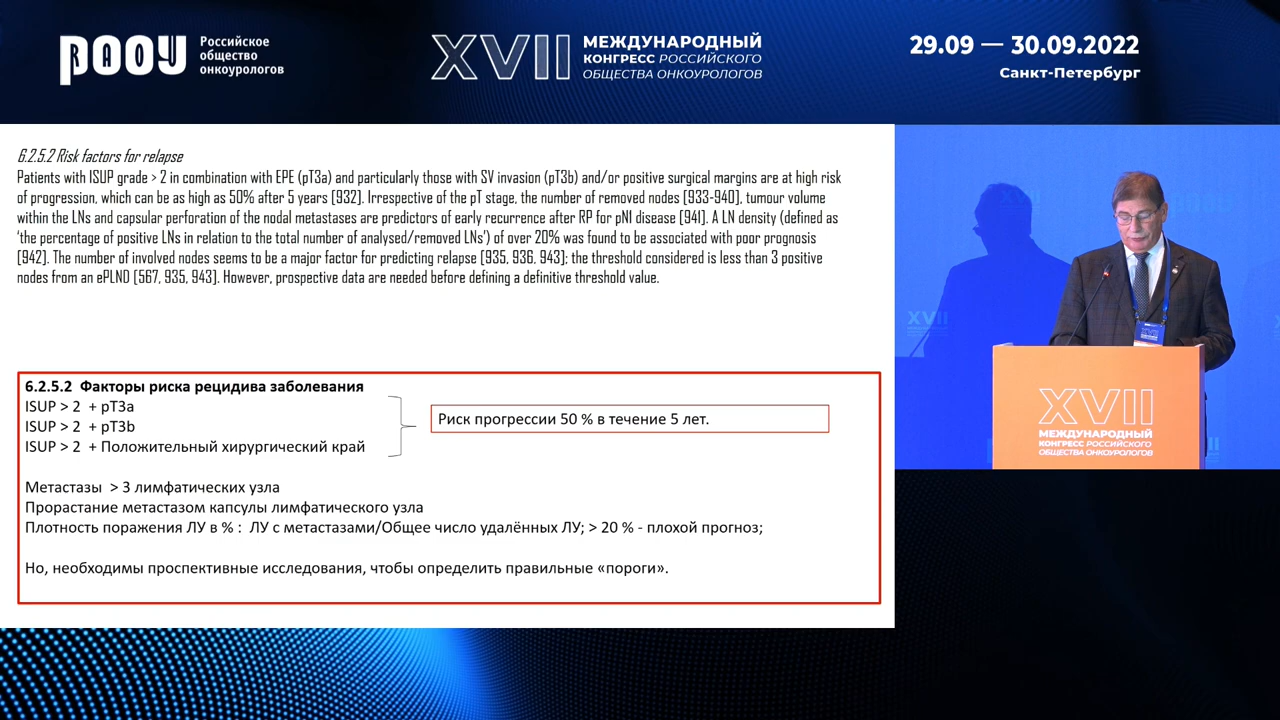 РАОУ
Российское
общество
онкоурологов
XVII
МЕЖДУНАРОДНЫЙ
КОНГРЕСС РОССИЙСКОГО
ОБЩЕСТВА ОНКОУРОЛОГОВ
29.09 — 30.09.2022
Санкт-Петербург
6.2.5.2 Risk factors for relapse
Patients with ISUP grade > 2 in combination with EPE (pT3a) and particularly those with SV invasion (pT3b) and/or positive surgical margins are at high risk
of progression, which can be as high as 50% after 5 years [932]. Irrespective of the pT stage, the number of removed nodes [933-940], tumour volume
within the LNs and capsular perforation of the nodal metastases are predictors of early recurrence after RP for pN1 disease [941]. A LN density (defined as
‘the percentage of positive LNs in relation to the total number of analysed/removed LNs’) of over 20% was found to be associated with poor prognosis
[942]. The number of involved nodes seems to be a major factor for predicting relapse [935, 936, 943]; the threshold considered is less than 3 positive
nodes from an ePLND [567, 935, 943]. However, prospective data are needed before defining a definitive threshold value.
6.2.5.2 Факторы риска рецидива заболевания
ISUP > 2 + pT3a
ISUP > 2 + pT3b
ISUP > 2 + Положительный хирургический край
Риск прогрессии 50 % в течение 5 лет.
Метастазы > 3 лимфатических узла
Прорастание метастазом капсулы лимфатического узла
Плотность поражения ЛУ в % : ЛУ с метастазами/Общее число удалённых ЛУ; > 20 % - плохой прогноз;
Но, необходимы проспективные исследования, чтобы определить правильные «пороги».
XVII
XVII
МЕЖДУНАРОДНЫЙ
КОНГРЕСС РОССИЙСКОГО
ОБЩЕСТВА ОНКОУРОЛОГОВ